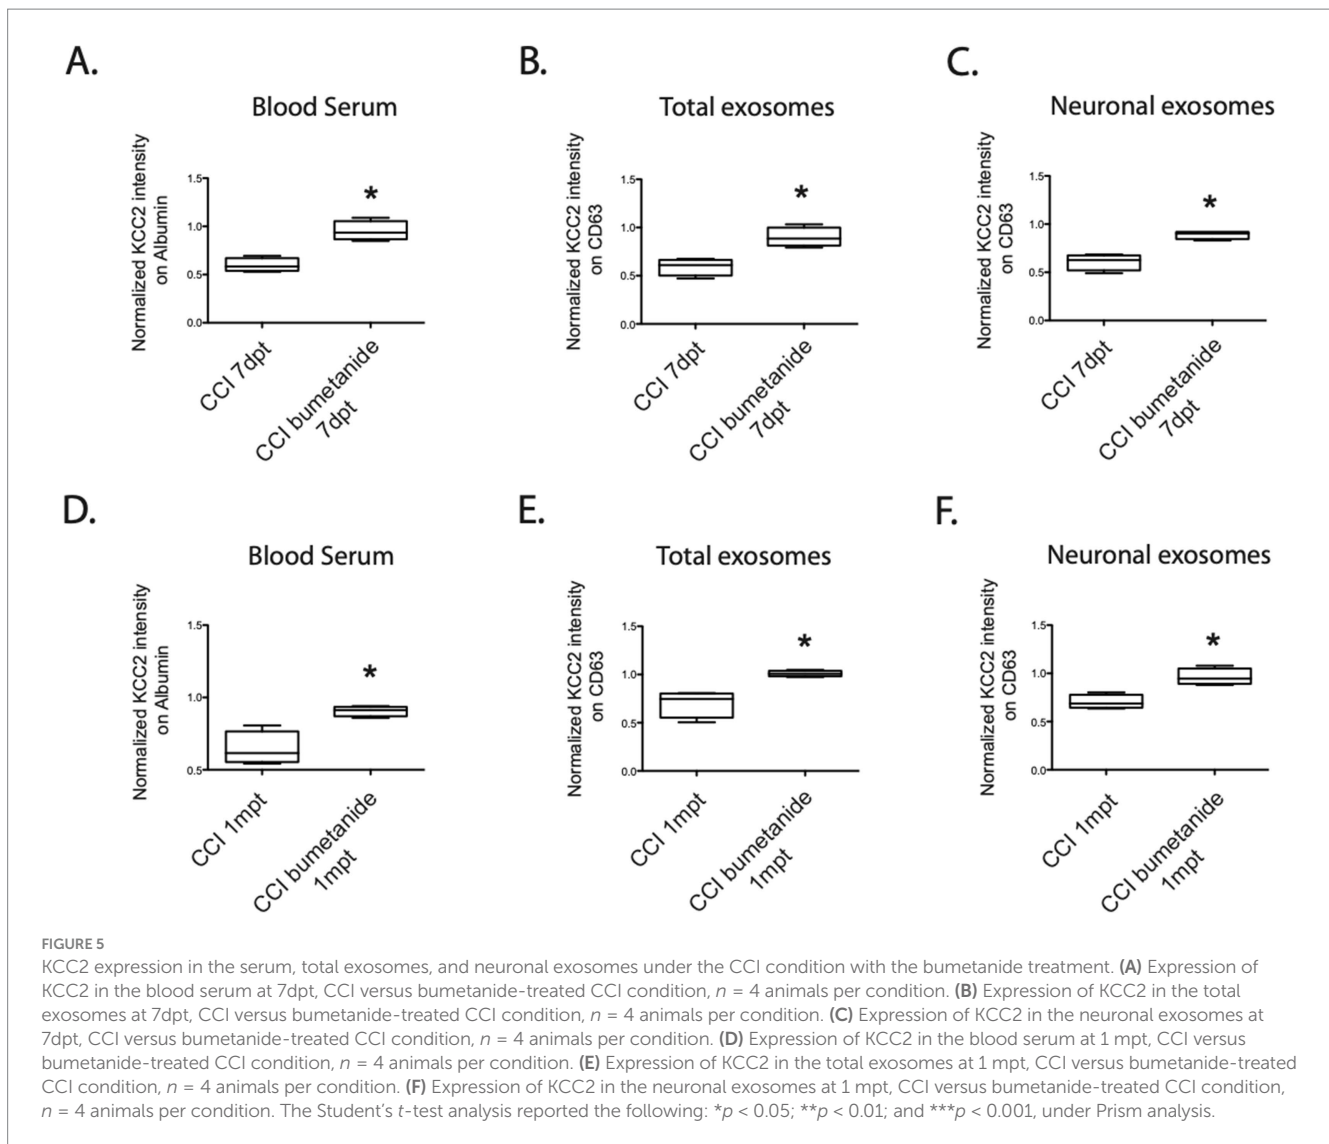 A.
Blood Serum
Normalized KCC2 intensity
on Albumin
1.5
1.0
0.5
0.0
*
CCI 7dpt
CCI bumetanide
7dpt
B.
Total exosomes
Normalized KCC2 intensity
on CD63
1.5
1.0
0.5
0.0
*
CCI 7dpt
CCI bumetanide
7dpt
C.
Neuronal exosomes
Normalized KCC2 intensity
on CD63
1.5
1.0
0.5
0.0
*
CCI 7dpt
CCI bumetanide
7dpt
D.
Blood Serum
Normalized KCC2 intensity
on Albumin
1.5
1.0
0.5
*
CCI 1mpt
CCI bumetanide
1mpt
E.
Total exosomes
Normalized KCC2 intensity
on CD63
1.5
1.0
0.5
0.0
*
CCI 1mpt
CCI bumetanide
1mpt
F.
Neuronal exosomes
Normalized KCC2 intensity
on CD63
1.5
1.0
0.5
0.0
*
CCI 1mpt
CCI bumetanide
1mpt
FIGURE 5
KCC2 expression in the serum, total exosomes, and neuronal exosomes under the CCI condition with the bumetanide treatment. (A) Expression of
KCC2 in the blood serum at 7dpt, CCI versus bumetanide-treated CCI condition, n = 4 animals per condition. (B) Expression of KCC2 in the total
exosomes at 7dpt, CCI versus bumetanide-treated CCI condition, n = 4 animals per condition. (C) Expression of KCC2 in the neuronal exosomes at
7dpt, CCI versus bumetanide-treated CCI condition, n = 4 animals per condition. (D) Expression of KCC2 in the blood serum at 1 mpt, CCI versus
bumetanide-treated CCI condition, n = 4 animals per condition. (E) Expression of KCC2 in the total exosomes at 1 mpt, CCI versus bumetanide-treated
CCI condition, n = 4 animals per condition. (F) Expression of KCC2 in the neuronal exosomes at 1 mpt, CCI versus bumetanide-treated CCI condition,
n = 4 animals per condition. The Student's t-test analysis reported the following: *p < 0.05; **p < 0.01; and ***p < 0.001, under Prism analysis.